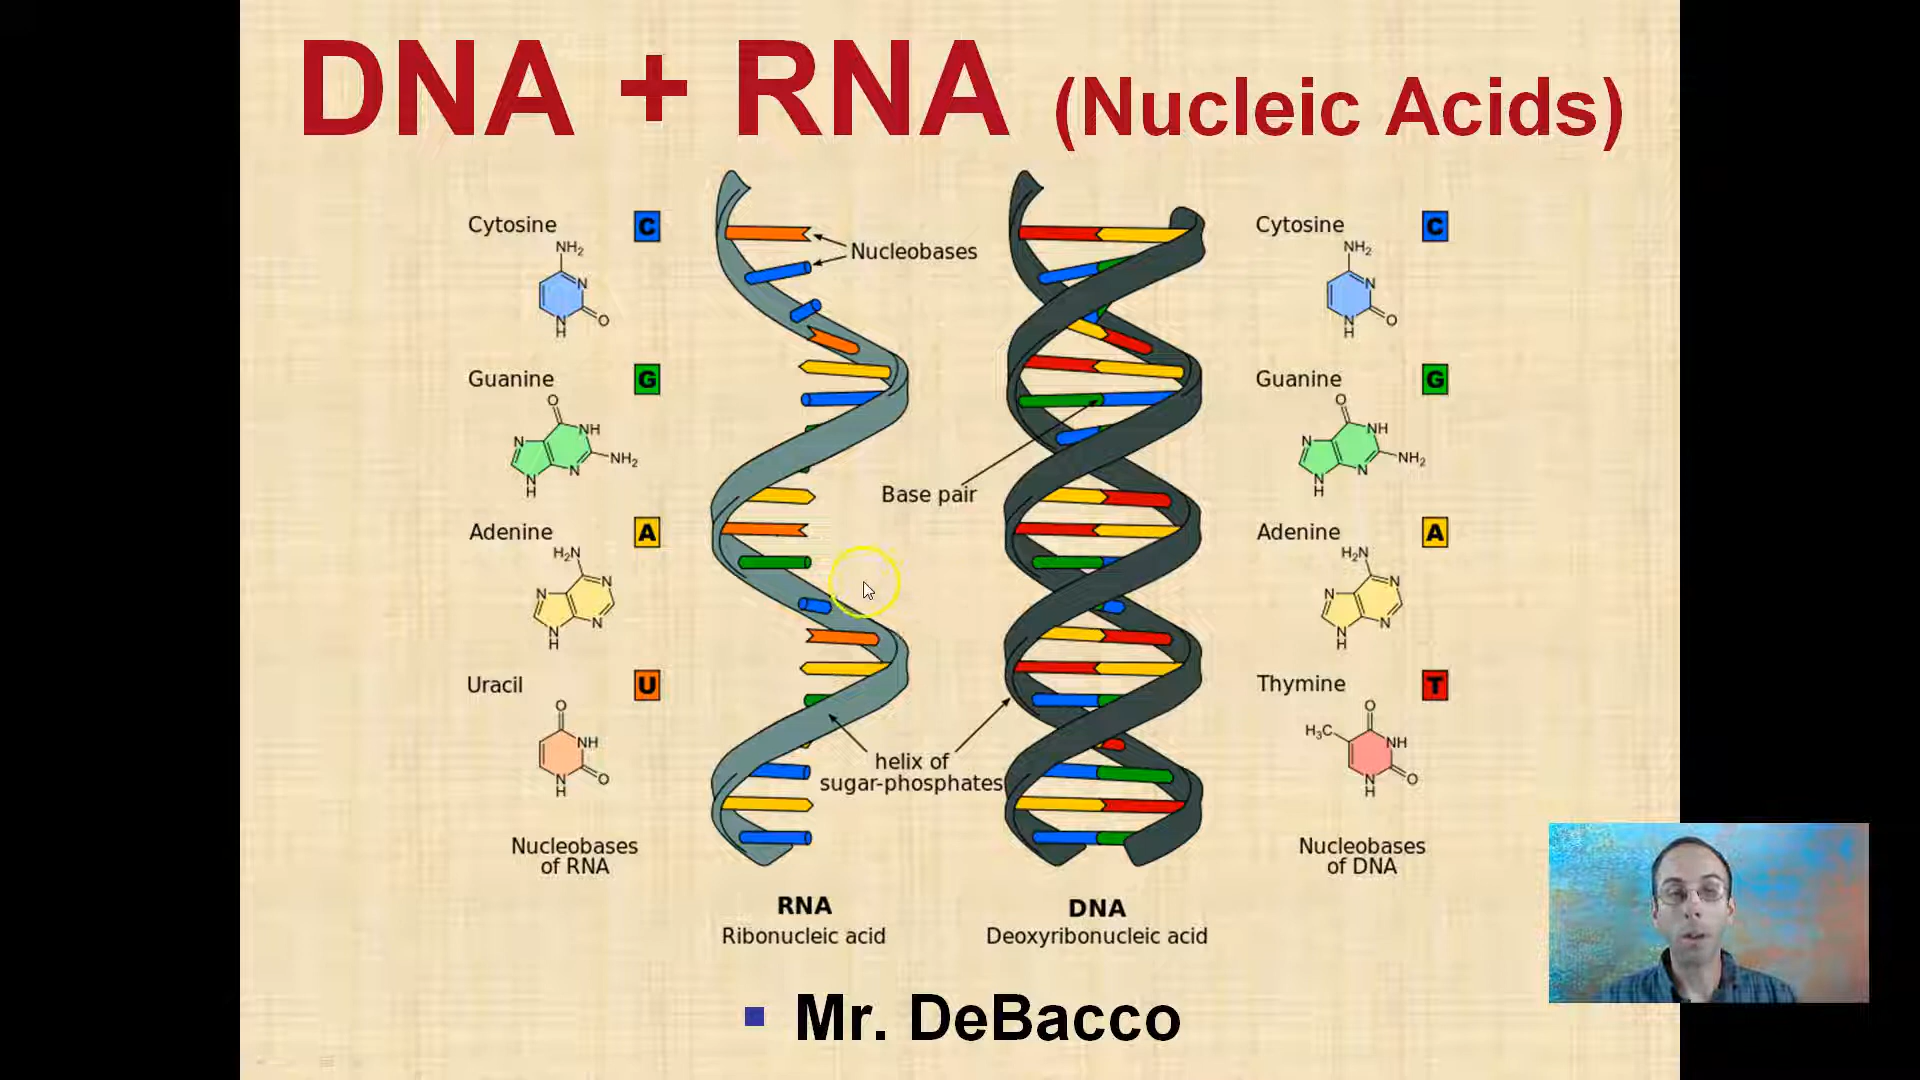 DNA + RNA (Nucleic Acids)
Cytosine
C
NH₂
N
N
H
O
Guanine
G
O
N
NH
N
H
N
NH₂
Adenine
A
H₂N
N
N
N
H
N
Uracil
U
O
NH
N
H
O
Nucleobases
of RNA
Nucleobases
Base pair
helix of
sugar-phosphates
RNA
Ribonucleic acid
DNA
Deoxyribonucleic acid
Cytosine
C
NH₂
N
N
H
O
Guanine
G
O
N
NH
N
H
N
NH₂
Adenine
A
H₂N
N
N
N
H
N
Thymine
T
O
H₃C
NH
N
H
O
Nucleobases
of DNA
Mr. DeBacco